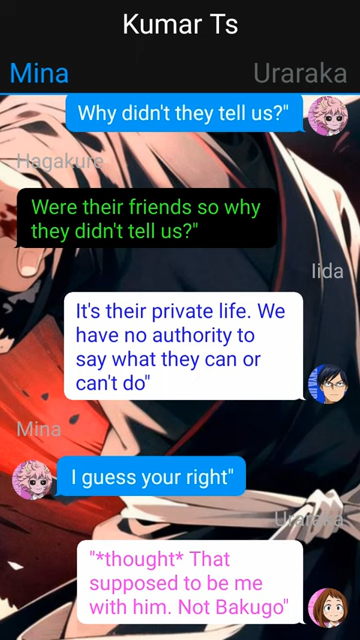 Kumar Ts
Mina
Uraraka
Why didn't they tell us?"
Hagakure
Were their friends so why
they didn't tell us?"
Iida
It's their private life. We
have no authority to
say what they can or
can't do"
Mina
I guess your right"
Uraraka
"*thought* That
supposed to be me
with him. Not Bakugo"